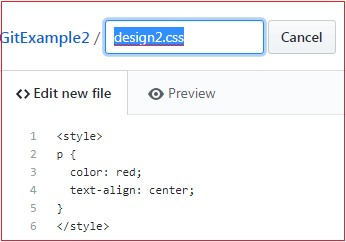 GitExample2 / design2.css Cancel
<> Edit new file Preview
1 <style>
2 p {
3 color: red;
4 text-align: center;
5 }
6 </style>